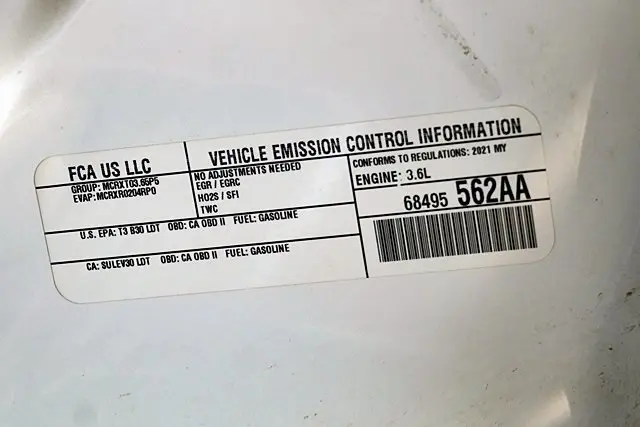 FCA US LLC
VEHICLE EMISSION CONTROL INFORMATION
GROUP: MCRXT03.65P5
EVAP: MCRXR0204RP0
NO ADJUSTMENTS NEEDED
EGR / EGRC
HO2S / SFI
TWC
CONFORMS TO REGULATIONS: 2021 MY
ENGINE: 3.6L
68495 562AA
U.S. EPA: T3 B30 LDT OBD: CA OBD II FUEL: GASOLINE
CA: SULEV30 LDT OBD: CA OBD II FUEL: GASOLINE